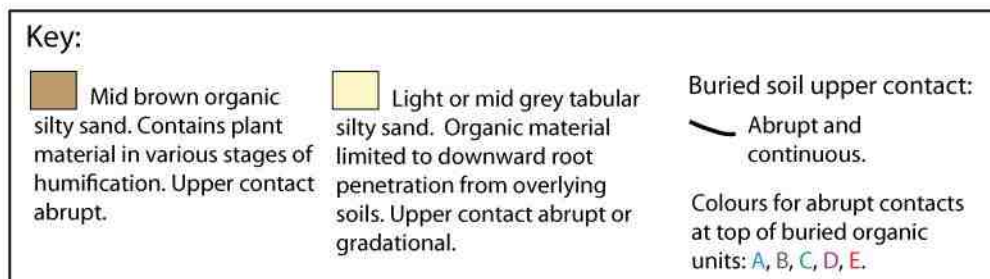 Key:
Mid brown organic
silty sand. Contains plant
material in various stages of
humification. Upper contact
abrupt.
Light or mid grey tabular
silty sand. Organic material
limited to downward root
penetration from overlying
soils. Upper contact abrupt or
gradational.
Buried soil upper contact:
Abrupt and
continuous.
Colours for abrupt contacts
at top of buried organic
units: A, B, C, D, E.